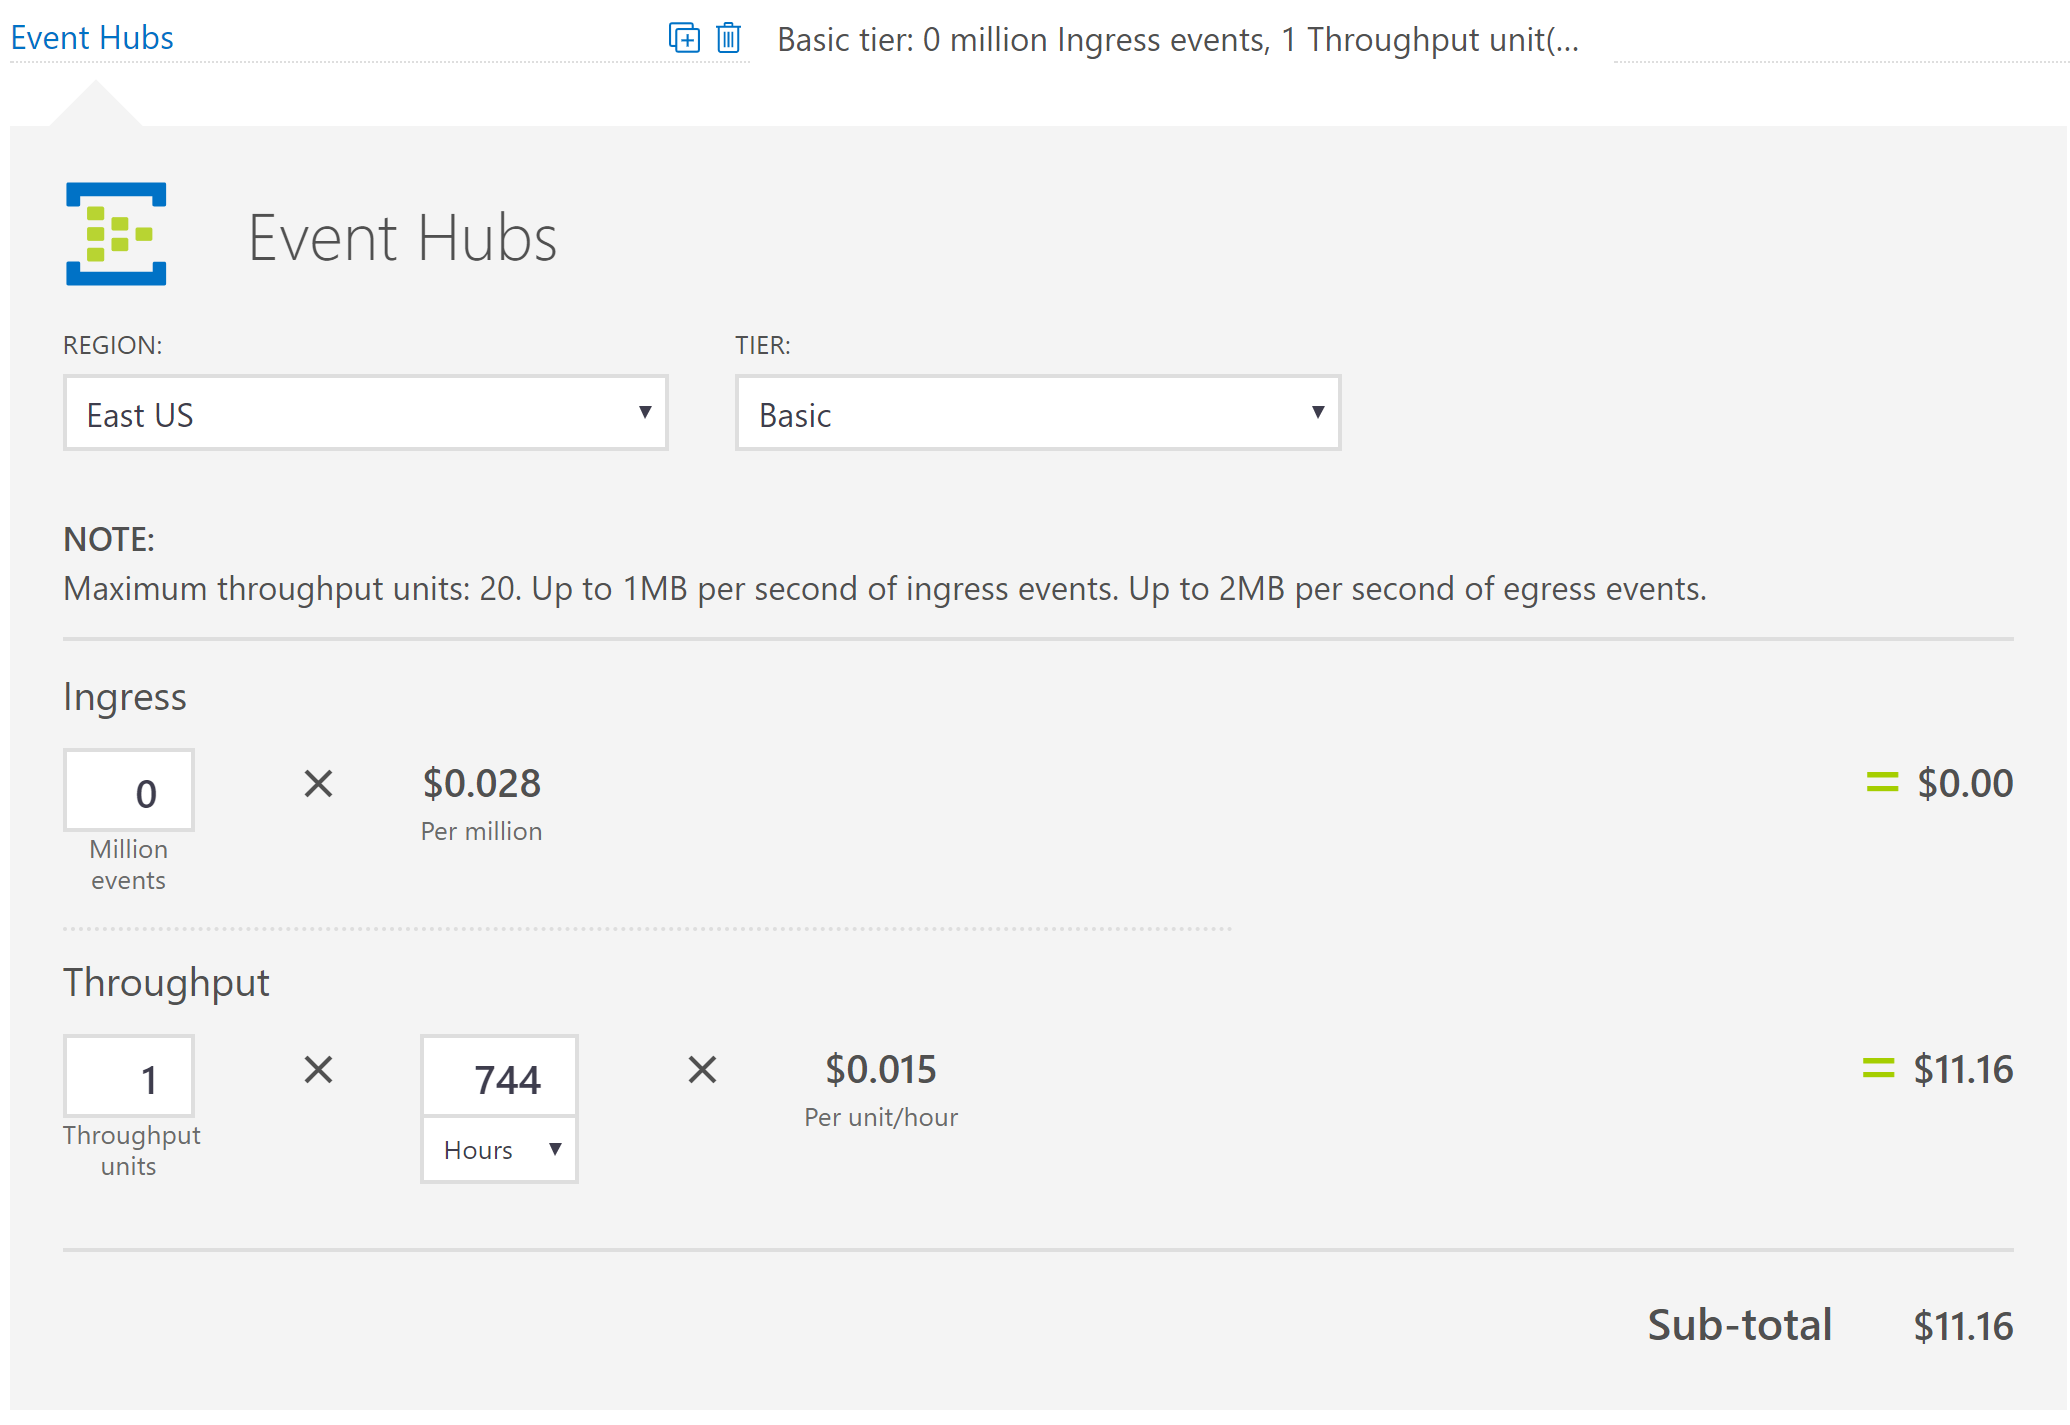 Event Hubs
Basic tier: 0 million Ingress events, 1 Throughput unit(...
Event Hubs
REGION:
TIER:
East US
Basic
NOTE:
Maximum throughput units: 20. Up to 1MB per second of ingress events. Up to 2MB per second of egress events.
Ingress
0 × $0.028 = $0.00
Per million
Million
events
Throughput
1 × 744 × $0.015 = $11.16
Per unit/hour
Throughput
units
Hours
Sub-total $11.16